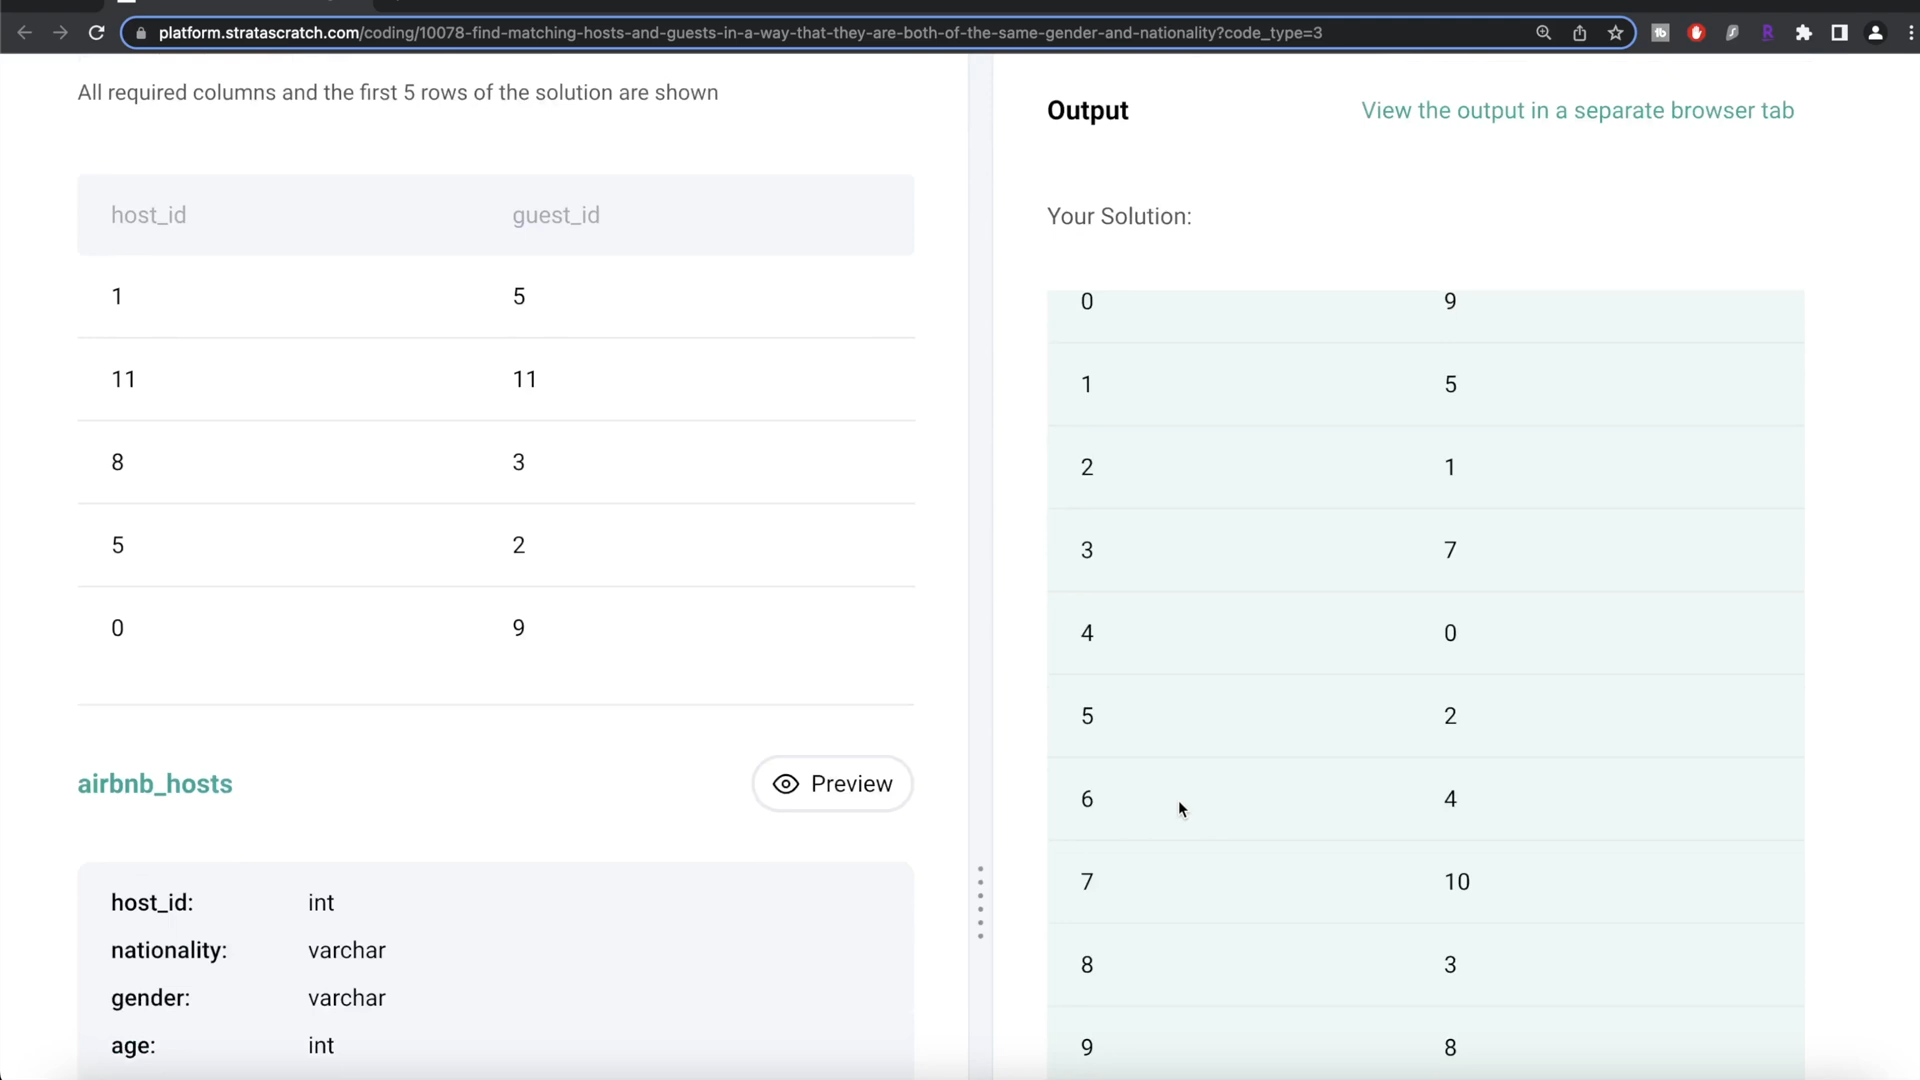 platform.stratascratch.com/coding/10078-find-matching-hosts-and-guests-in-a-way-that-they-are-both-of-the-same-gender-and-nationality?code_type=3
All required columns and the first 5 rows of the solution are shown
host_id guest_id
1 5
11 11
8 3
5 2
0 9
airbnb_hosts
Preview
host_id: int
nationality: varchar
gender: varchar
age: int
Output
View the output in a separate browser tab
Your Solution:
0 9
1 5
2 1
3 7
4 0
5 2
6 4
7 10
8 3
9 8